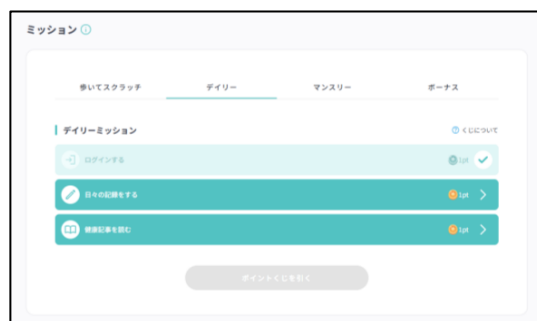 ミッション
歩いてスクラッチ デイリー マンスリー ボーナス
デイリーミッション くじについて
ログインする 1pt
日々の記録をする 1pt
健康記事を読む 1pt
ポイントくじを引く